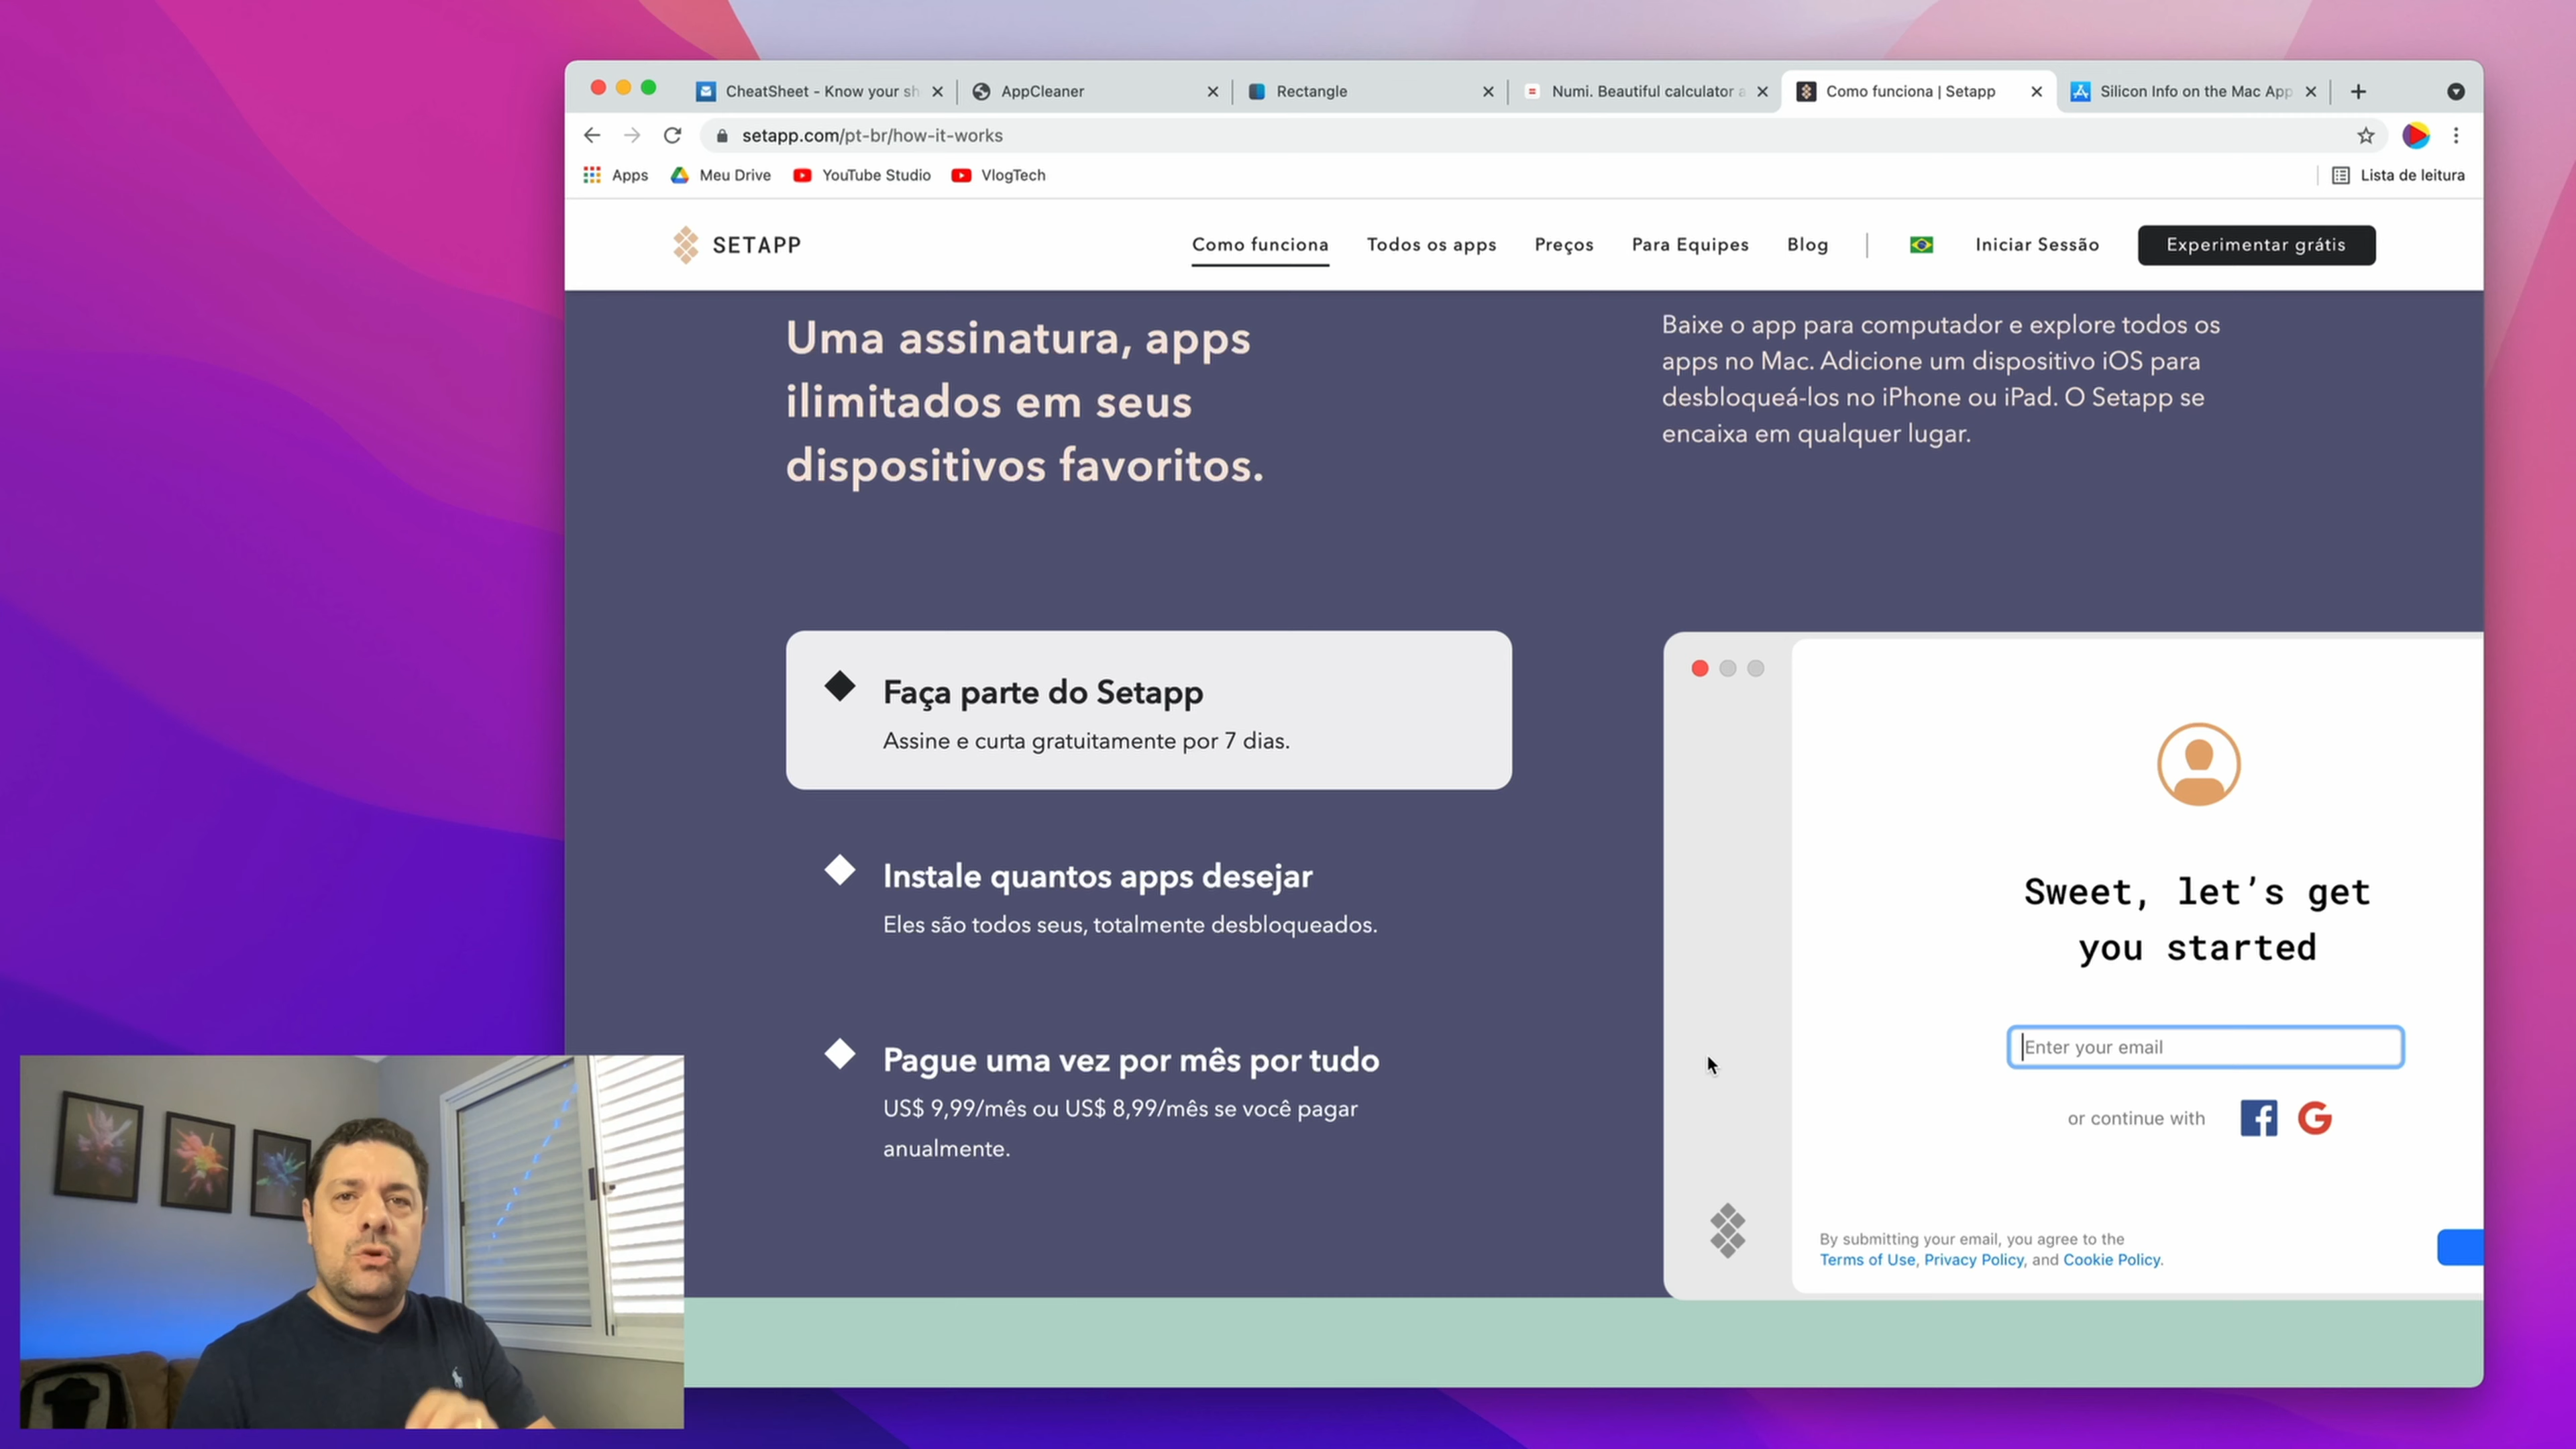 CheatSheet - Know your sh
AppCleaner
Rectangle
Numi. Beautiful calculator a
Como funciona | Setapp
Silicon Info on the Mac App
setapp.com/pt-br/how-it-works
Apps
Meu Drive
YouTube Studio
VlogTech
Lista de leitura
SETAPP
Como funciona
Todos os apps
Preços
Para Equipes
Blog
Iniciar Sessão
Experimentar grátis
Uma assinatura, apps
ilimitados em seus
dispositivos favoritos.
Baixe o app para computador e explore todos os
apps no Mac. Adicione um dispositivo iOS para
desbloqueá-los no iPhone ou iPad. O Setapp se
encaixa em qualquer lugar.
Faça parte do Setapp
Assine e curta gratuitamente por 7 dias.
Instale quantos apps desejar
Eles são todos seus, totalmente desbloqueados.
Pague uma vez por mês por tudo
US$ 9,99/mês ou US$ 8,99/mês se você pagar
anualmente.
Sweet, let’s get
you started
Enter your email
or continue with
By submitting your email, you agree to the
Terms of Use, Privacy Policy, and Cookie Policy.